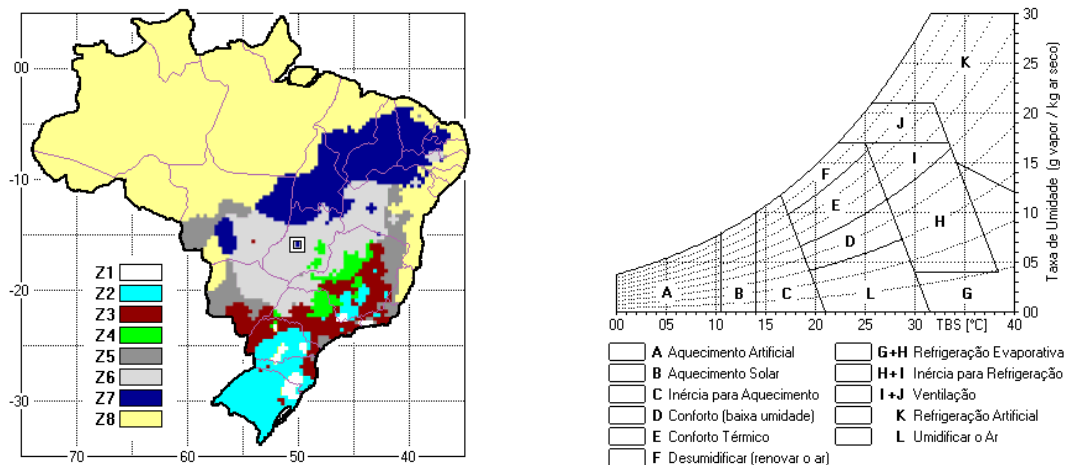 00
-10
-20
-30
70
60
50
40
Z1
Z2
Z3
Z4
Z5
Z6
Z7
Z8
30
25
20
15
10
05
00
Taxa de Umidade (g vapor / kg ar seco)
K
J
I
F
E
D
H
A
B
C
L
G
00 05 10 15 20 25 30 TBS [°C] 40
A Aquecimento Artificial
B Aquecimento Solar
C Inércia para Aquecimento
D Conforto (baixa umidade)
E Conforto Térmico
F Desumidificar (renovar o ar)
G+H Refrigeração Evaporativa
H+I Inércia para Refrigeração
I+J Ventilação
K Refrigeração Artificial
L Umidificar o Ar